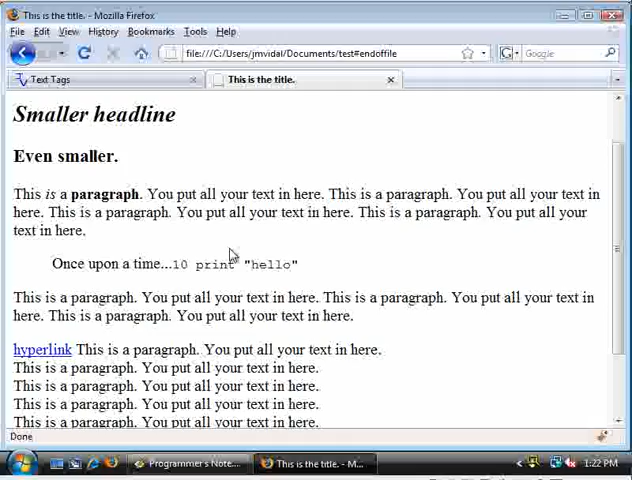 This is the title. - Mozilla Firefox
File Edit View History Bookmarks Tools Help
file:///C:/Users/jmvidal/Documents/test#endoffile
Google
Text Tags
This is the title.
Smaller headline
Even smaller.
This is a paragraph. You put all your text in here. This is a paragraph. You put all your text in
here. This is a paragraph. You put all your text in here. This is a paragraph. You put all your
text in here.
Once upon a time...10 print "hello"
This is a paragraph. You put all your text in here. This is a paragraph. You put all your text in
here. This is a paragraph. You put all your text in here.
hyperlink This is a paragraph. You put all your text in here.
This is a paragraph. You put all your text in here.
This is a paragraph. You put all your text in here.
This is a paragraph. You put all your text in here.
This is a paragraph. You put all your text in here.
Done
Programmer's Note...
This is the title. - M...
1:22 PM